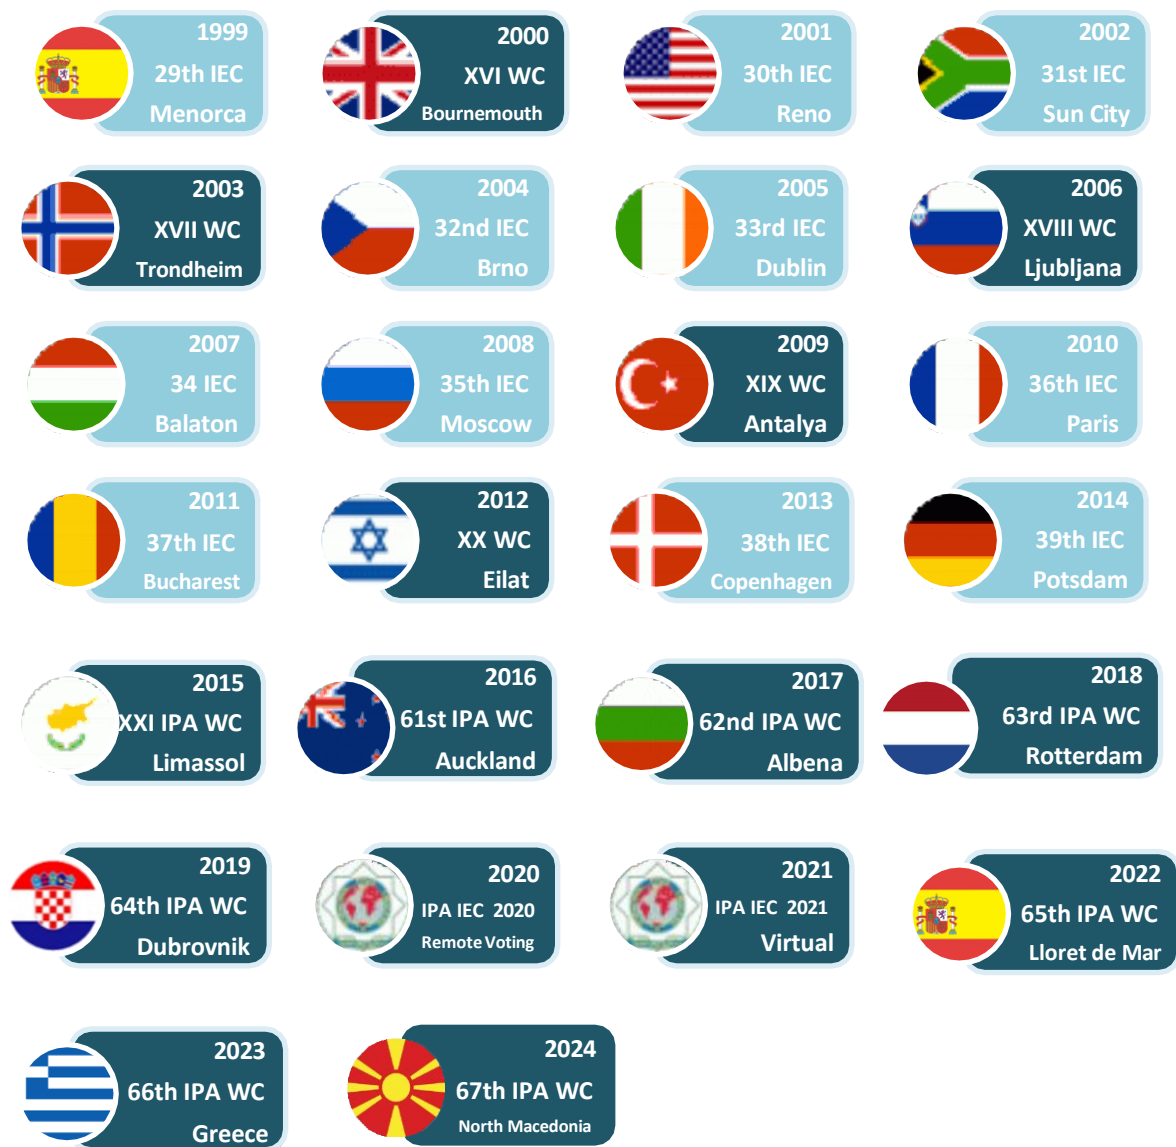 1999
29th IEC
Menorca
2000
XVI WC
Bournemouth
2001
30th IEC
Reno
2002
31st IEC
Sun City
2003
XVII WC
Trondheim
2004
32nd IEC
Brno
2005
33rd IEC
Dublin
2006
XVIII WC
Ljubljana
2007
34 IEC
Balaton
2008
35th IEC
Moscow
2009
XIX WC
Antalya
2010
36th IEC
Paris
2011
37th IEC
Bucharest
2012
XX WC
Eilat
2013
38th IEC
Copenhagen
2014
39th IEC
Potsdam
2015
XXI IPA WC
Limassol
2016
61st IPA WC
Auckland
2017
62nd IPA WC
Albena
2018
63rd IPA WC
Rotterdam
2019
64th IPA WC
Dubrovnik
2020
IPA IEC 2020
Remote Voting
2021
IPA IEC 2021
Virtual
2022
65th IPA WC
Lloret de Mar
2023
66th IPA WC
Greece
2024
67th IPA WC
North Macedonia